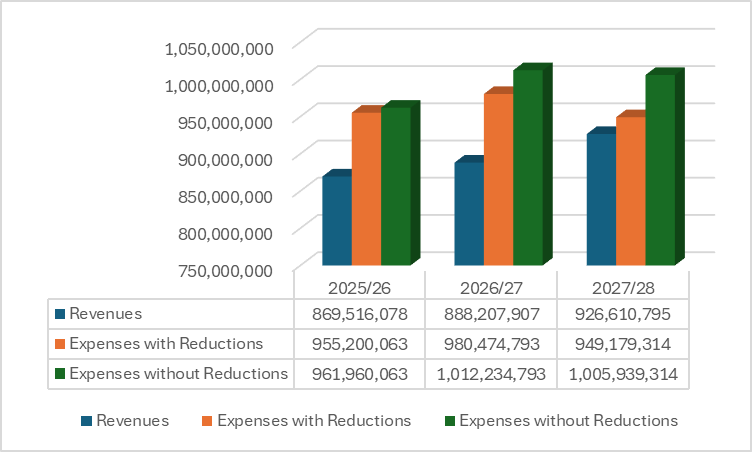 1,050,000,000
1,000,000,000
950,000,000
900,000,000
850,000,000
800,000,000
750,000,000
2025/26 2026/27 2027/28
Revenues 869,516,078 888,207,907 926,610,795
Expenses with Reductions 955,200,063 980,474,793 949,179,314
Expenses without Reductions 961,960,063 1,012,234,793 1,005,939,314
Revenues Expenses with Reductions Expenses without Reductions